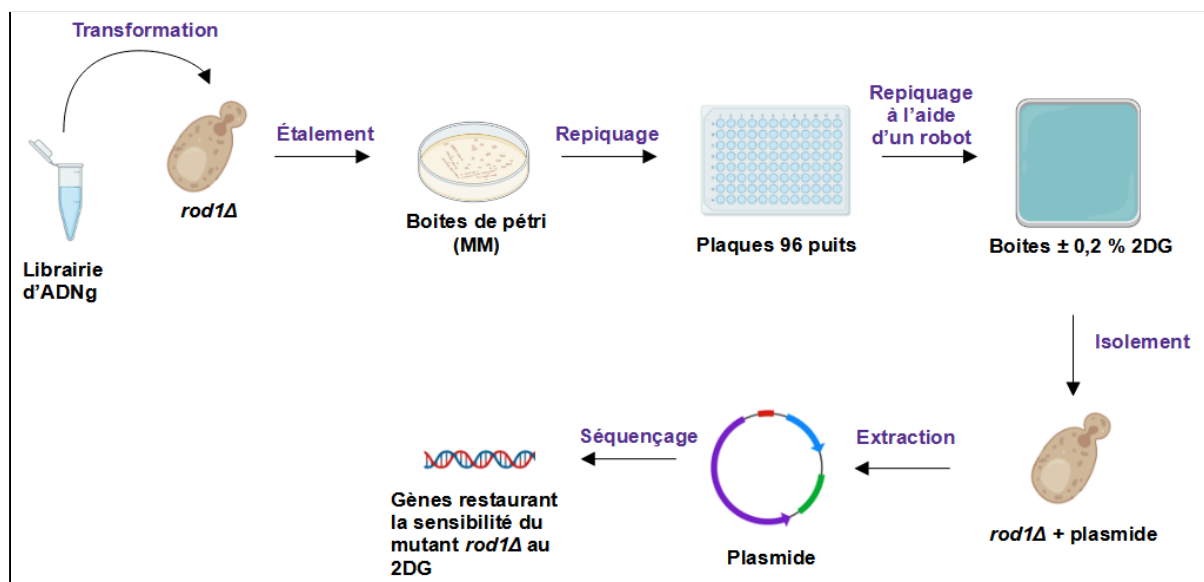 Transformation
rod1Δ
Librairie
d'ADNg
Étalement
Boites de pétri
(MM)
Repiquage
Plaques 96 puits
Repiquage
à l'aide
d'un robot
Boites ± 0,2 % 2DG
Isolement
rod1Δ + plasmide
Extraction
Plasmide
Séquençage
Gènes restaurant
la sensibilité du
mutant rod1Δ au
2DG